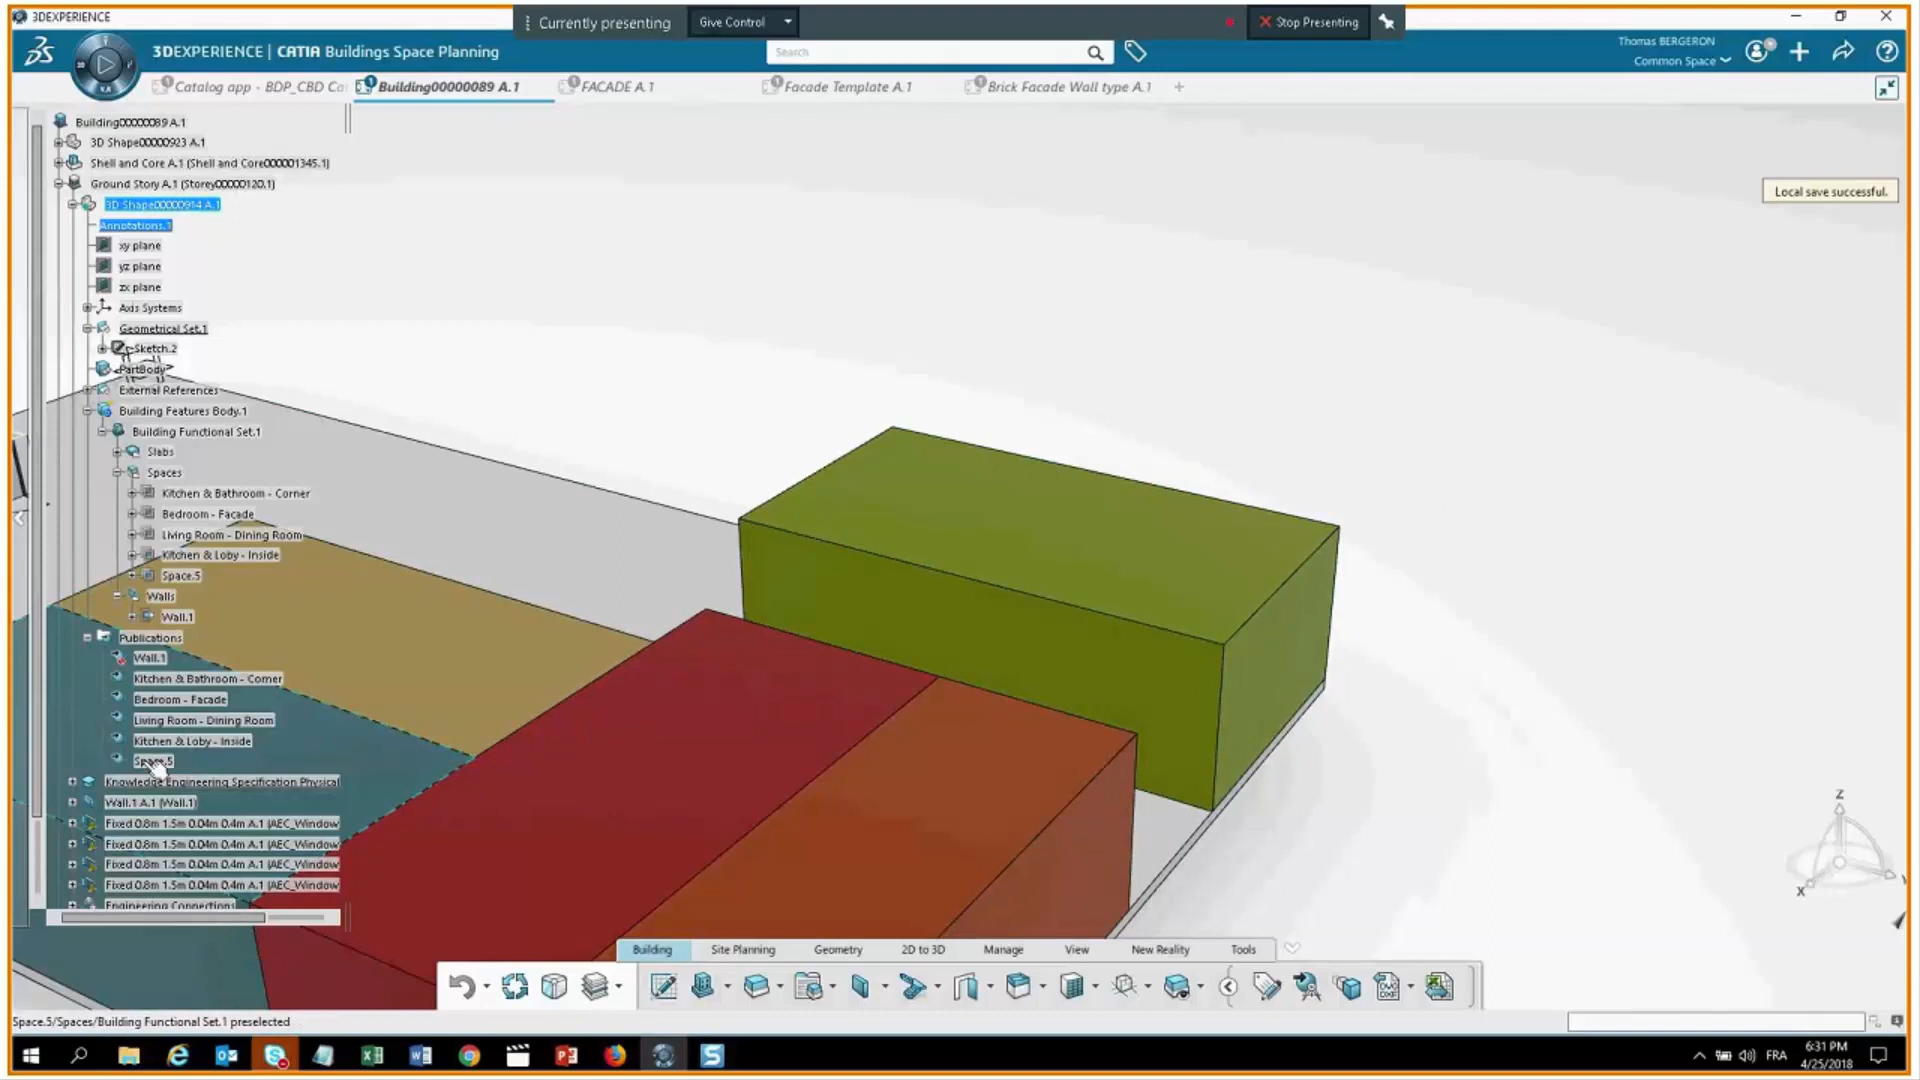 3DEXPERIENCE
Currently presenting
Give Control
Stop Presenting
3DEXPERIENCE | CATIA Buildings Space Planning
Search
Thomas BERGERON
Common Space
Catalog app - BDP_CBD Ca
Building00000089 A.1
FACADE A.1
Facade Template A.1
Brick Facade Wall type A.1
Building00000089 A.1
3D Shape00000923 A.1
Shell and Core A.1 (Shell and Core000001345.1)
Ground Story A.1 (Storey00000120.1)
3D Shape00000914 A.1
Annotations.1
xy plane
yz plane
zx plane
Axis Systems
Geometrical Set.1
Sketch.2
PartBody
External References
Building Features Body.1
Building Functional Set.1
Slabs
Spaces
Kitchen & Bathroom - Corner
Bedroom - Facade
Living Room - Dining Room
Kitchen & Loby - Inside
Space.5
Walls
Wall.1
Publications
Wall.1
Kitchen & Bathroom - Corner
Bedroom - Facade
Living Room - Dining Room
Kitchen & Loby - Inside
Space.5
Knowledge Engineering Specification Physical
Wall.1 A.1 (Wall.1)
Fixed 0.8m 1.5m 0.04m 0.4m A.1 (AEC_Window
Fixed 0.8m 1.5m 0.04m 0.4m A.1 (AEC_Window
Fixed 0.8m 1.5m 0.04m 0.4m A.1 (AEC_Window
Fixed 0.8m 1.5m 0.04m 0.4m A.1 (AEC_Window
Engineering Connections
Local save successful.
Z
X
Y
Building
Site Planning
Geometry
2D to 3D
Manage
View
New Reality
Tools
Space.5/Spaces/Building Functional Set.1 preselected
FRA
6:31 PM
4/25/2018